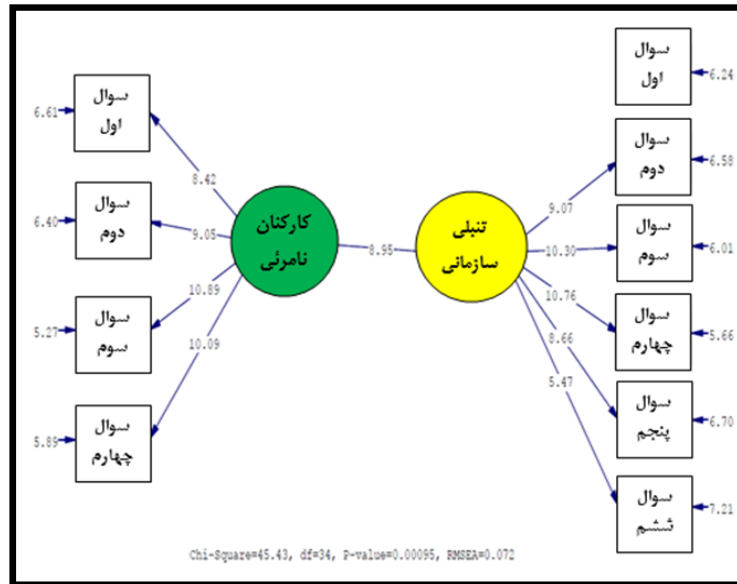 سوال
اول
6.24
سوال
اول
6.61
سوال
دوم
6.58
8.42
9.07
سوال
دوم
6.40
کارکنان
نامرئی
تنبلی
سازمانی
9.05
8.95
10.30
سوال
سوم
6.01
10.89
10.76
سوال
سوم
5.27
10.09
8.66
سوال
چهارم
5.66
5.47
سوال
چهارم
5.89
سوال
پنجم
6.70
سوال
ششم
7.21
Chi-Square=45.43, df=34, P-value=0.00095, RMSEA=0.072